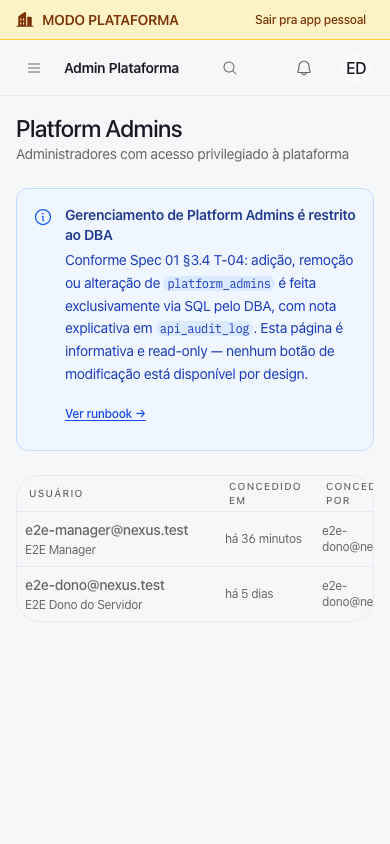 MODO PLATAFORMA
Sair pra app pessoal
Admin Plataforma
ED
Platform Admins
Administradores com acesso privilegiado à plataforma
Gerenciamento de Platform Admins é restrito
ao DBA
Conforme Spec 01 §3.4 T-04: adição, remoção
ou alteração de platform_admins é feita
exclusivamente via SQL pelo DBA, com nota
explicativa em api_audit_log . Esta página é
informativa e read-only — nenhum botão de
modificação está disponível por design.
Ver runbook →
USUÁRIO
CONCEDIDO
EM
CONCED
POR
e2e-manager@nexus.test
E2E Manager
há 36 minutos
e2e-
dono@ne
e2e-dono@nexus.test
E2E Dono do Servidor
há 5 dias
e2e-
dono@ne